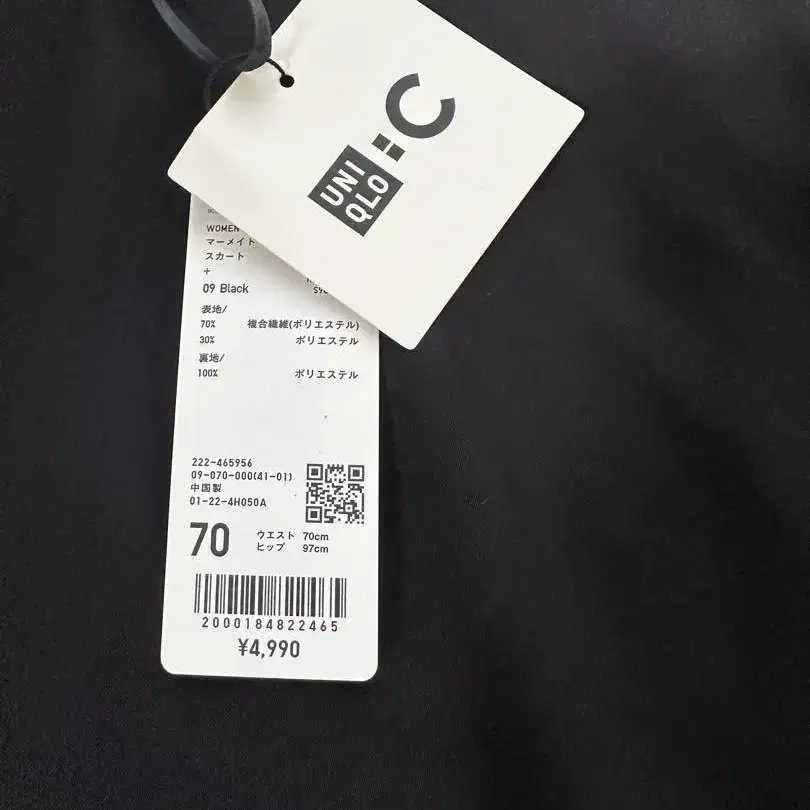 C
UNI
QLO
WOMEN
マーメイド
スカート
+
09 Black
表地/
70% 複合繊維(ポリエステル)
30% ポリエステル
裏地/
100% ポリエステル
222-465956
09-070-000(41-01)
中国製
01-22-4H050A
70
ウエスト 70cm
ヒップ 97cm
2000184822465
¥4,990